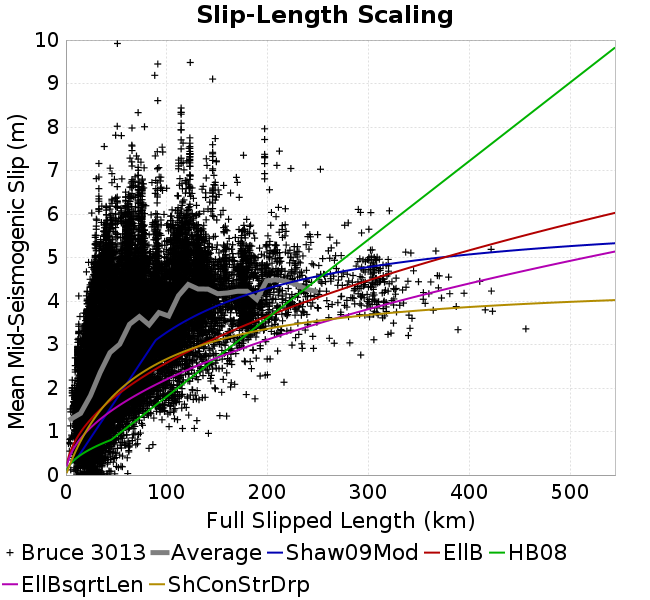 Slip-Length Scaling
Mean Mid-Seismogenic Slip (m)
10
9
8
7
6
5
4
3
2
1
0
0 100 200 300 400 500
Full Slipped Length (km)
Bruce 3013 Average Shaw09Mod EllB HB08
EllBsqrtLen ShConStrDrp